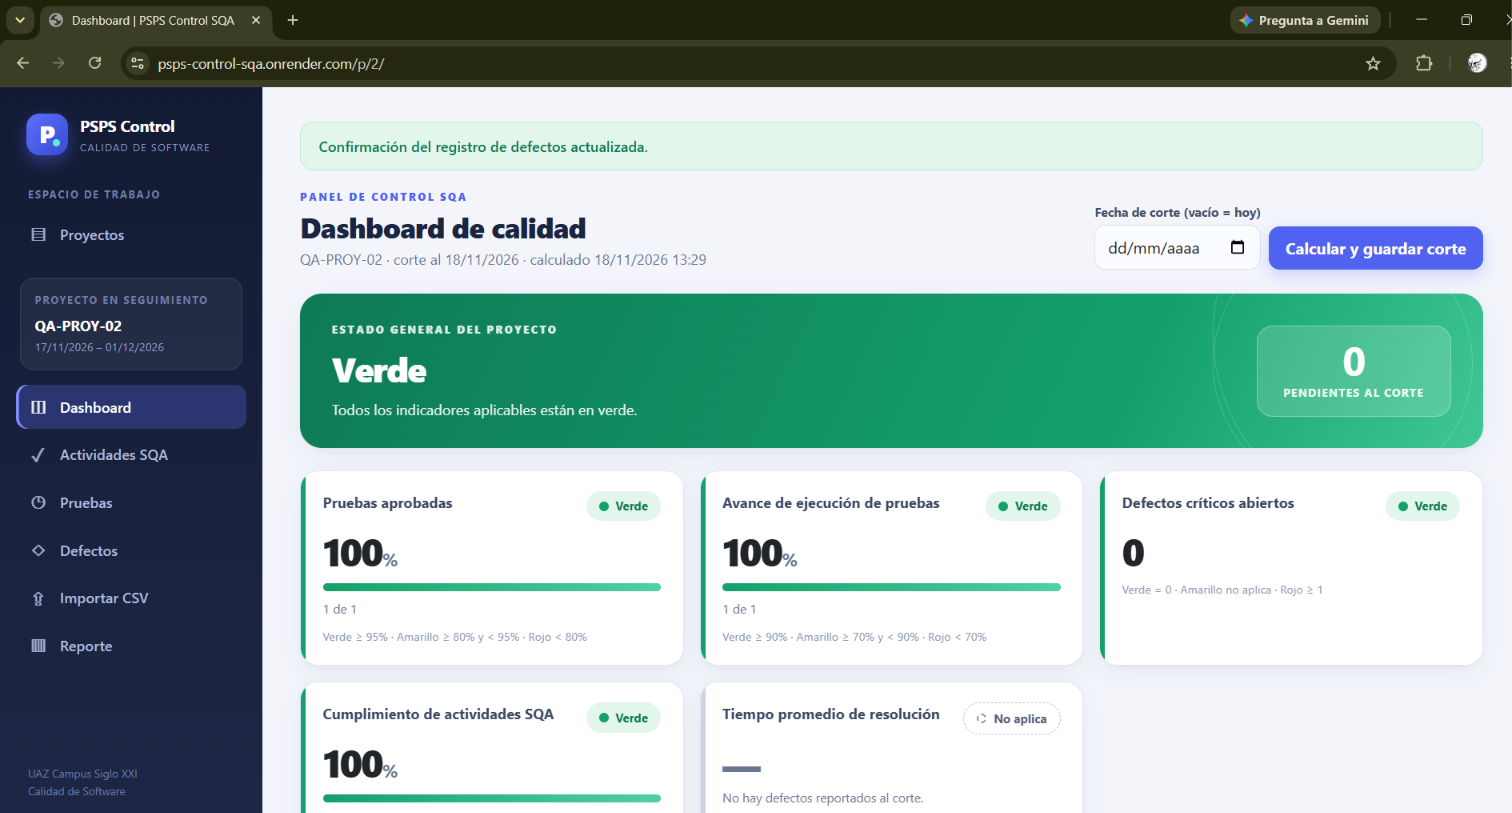 Dashboard | PSPS Control SQA
Pregunta a Gemini
psps-control-sqa.onrender.com/p/2/
P.
PSPS Control
CALIDAD DE SOFTWARE
ESPACIO DE TRABAJO
Proyectos
PROYECTO EN SEGUIMIENTO
QA-PROY-02
17/11/2026 – 01/12/2026
Dashboard
Actividades SQA
Pruebas
Defectos
Importar CSV
Reporte
UAZ Campus Siglo XXI
Calidad de Software
Confirmación del registro de defectos actualizada.
PANEL DE CONTROL SQA
Dashboard de calidad
QA-PROY-02 · corte al 18/11/2026 · calculado 18/11/2026 13:29
Fecha de corte (vacío = hoy)
dd/mm/aaaa
Calcular y guardar corte
ESTADO GENERAL DEL PROYECTO
Verde
Todos los indicadores aplicables están en verde.
0
PENDIENTES AL CORTE
Pruebas aprobadas
Verde
100%
1 de 1
Verde ≥ 95% · Amarillo ≥ 80% y < 95% · Rojo < 80%
Avance de ejecución de pruebas
Verde
100%
1 de 1
Verde ≥ 90% · Amarillo ≥ 70% y < 90% · Rojo < 70%
Defectos críticos abiertos
Verde
0
Verde = 0 · Amarillo no aplica · Rojo ≥ 1
Cumplimiento de actividades SQA
Verde
100%
Tiempo promedio de resolución
No aplica
—
No hay defectos reportados al corte.